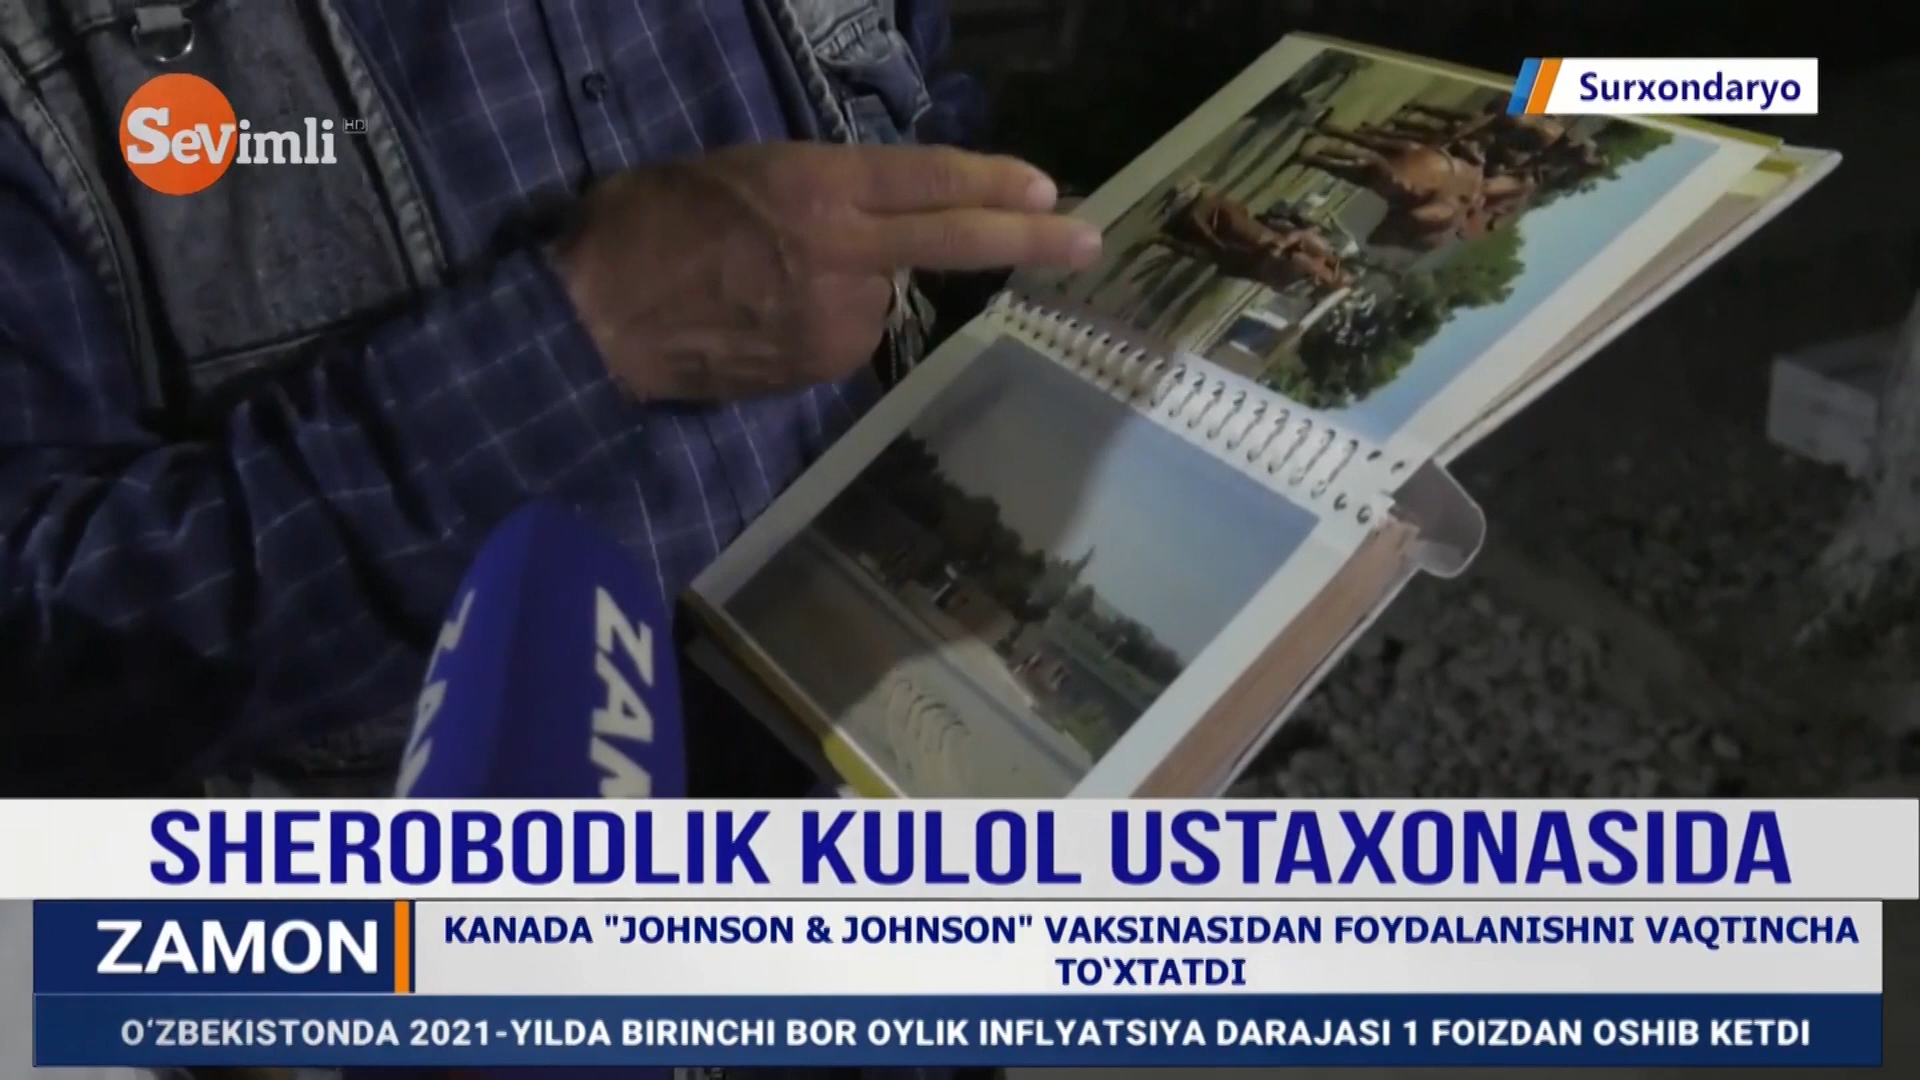 Sevimli HD
Surxondaryo
ZAMON
SHEROBODLIK KULOL USTAXONASIDA
ZAMON
KANADA "JOHNSON & JOHNSON" VAKSINASIDAN FOYDALANISHNI VAQTINCHA
TO‘XTATDI
O‘ZBEKISTONDA 2021-YILDA BIRINCHI BOR OYLIK INFLYATSIYA DARAJASI 1 FOIZDAN OSHIB KETDI